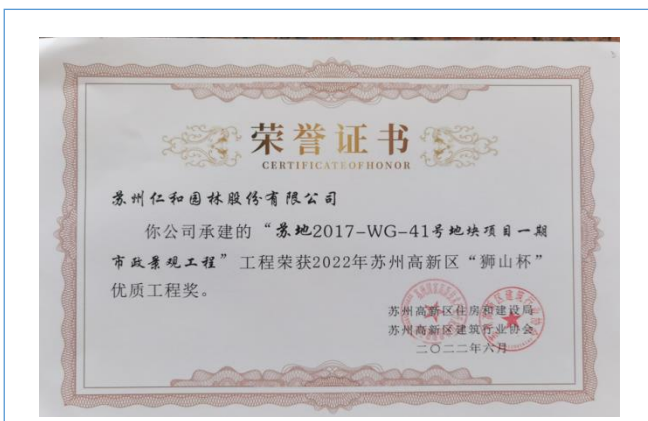 荣誉证书
CERTIFICATEOFHONOR
苏州仁和园林股份有限公司
你公司承建的“苏地2017-WG-41号地块项目一期
市政景观工程”工程荣获2022年苏州高新区“狮山杯”
优质工程奖。
苏州高新区住房和建设局
苏州高新区建筑行业协会
二〇二二年六月